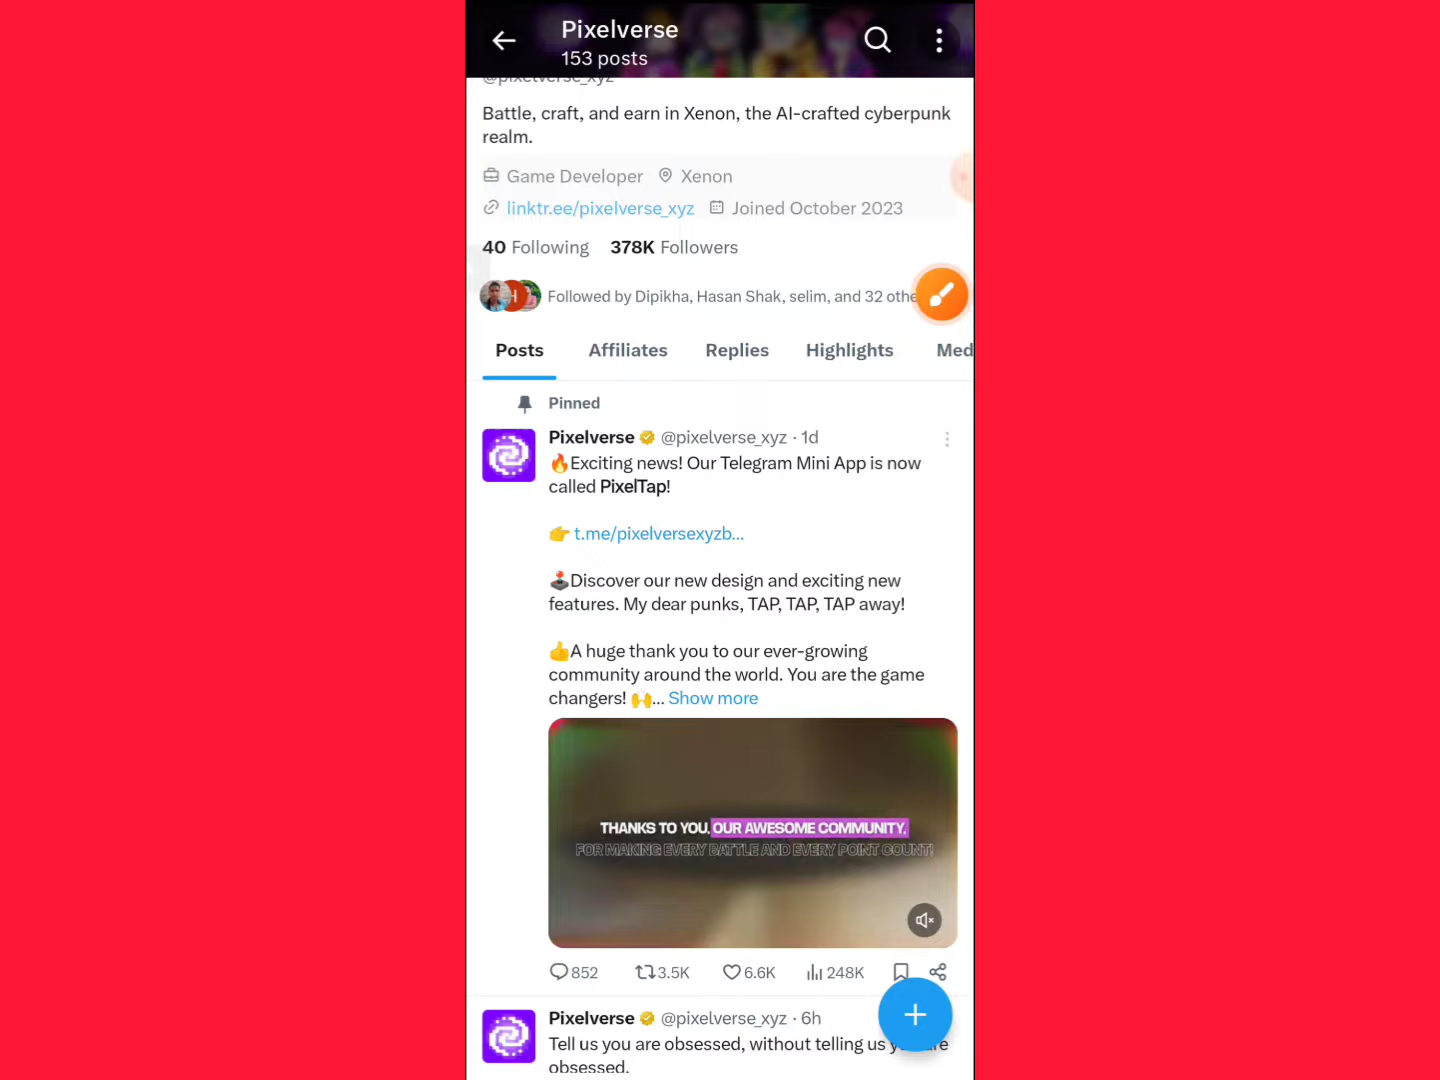 Pixelverse
153 posts
@pixelverse_xyz
Battle, craft, and earn in Xenon, the AI-crafted cyberpunk
realm.
Game Developer Xenon
linktr.ee/pixelverse_xyz Joined October 2023
40 Following 378K Followers
Followed by Dipikha, Hasan Shak, selim, and 32 othe
Posts Affiliates Replies Highlights Med
Pinned
Pixelverse @pixelverse_xyz · 1d
🔥Exciting news! Our Telegram Mini App is now
called PixelTap!
👉 t.me/pixelversexyzb...
🕹️Discover our new design and exciting new
features. My dear punks, TAP, TAP, TAP away!
👍A huge thank you to our ever-growing
community around the world. You are the game
changers! 🙌... Show more
THANKS TO YOU, OUR AWESOME COMMUNITY,
FOR MAKING EVERY BATTLE AND EVERY POINT COUNT!
852 3.5K 6.6K 248K
Pixelverse @pixelverse_xyz · 6h
Tell us you are obsessed, without telling us you are
obsessed.